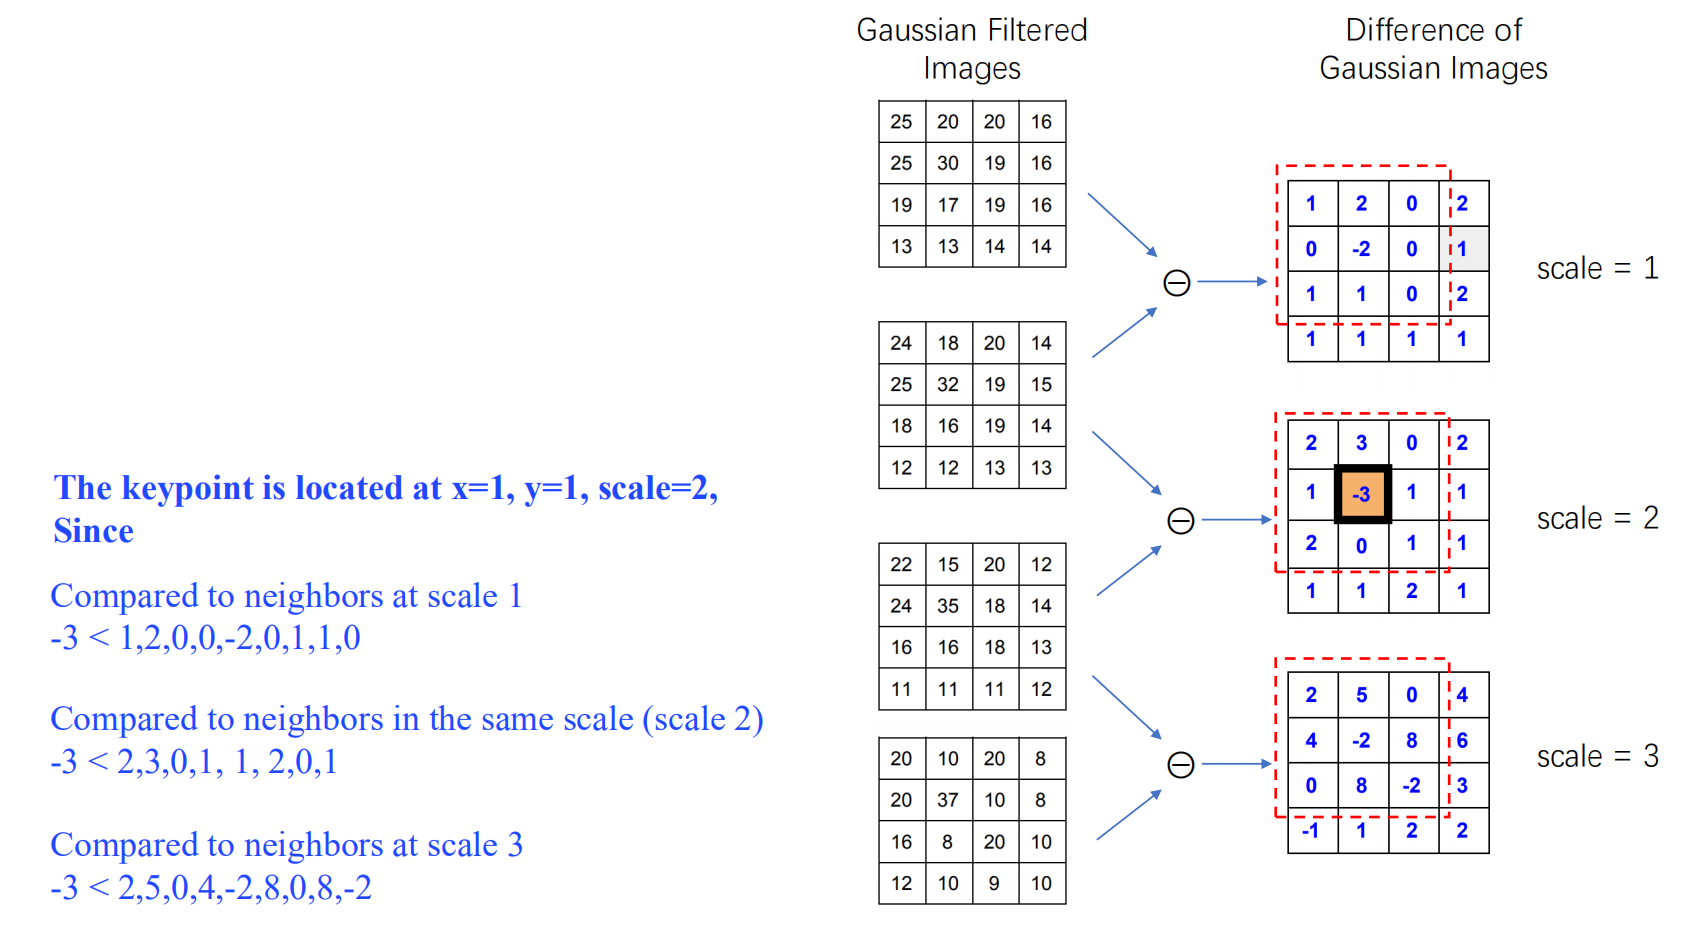 Gaussian Filtered
Images
Difference of
Gaussian Images
25 20 20 16
25 30 19 16
19 17 19 16
13 13 14 14
1 2 0 2
0 -2 0 1
1 1 0 2
1 1 1 1
scale = 1
24 18 20 14
25 32 19 15
18 16 19 14
12 12 13 13
2 3 0 2
1 -3 1 1
2 0 1 1
1 1 2 1
scale = 2
22 15 20 12
24 35 18 14
16 16 18 13
11 11 11 12
2 5 0 4
4 -2 8 6
0 8 -2 3
-1 1 2 2
scale = 3
20 10 20 8
20 37 10 8
16 8 20 10
12 10 9 10
The keypoint is located at x=1, y=1, scale=2,
Since
Compared to neighbors at scale 1
-3 < 1,2,0,0,-2,0,1,1,0
Compared to neighbors in the same scale (scale 2)
-3 < 2,3,0,1, 1, 2,0,1
Compared to neighbors at scale 3
-3 < 2,5,0,4,-2,8,0,8,-2